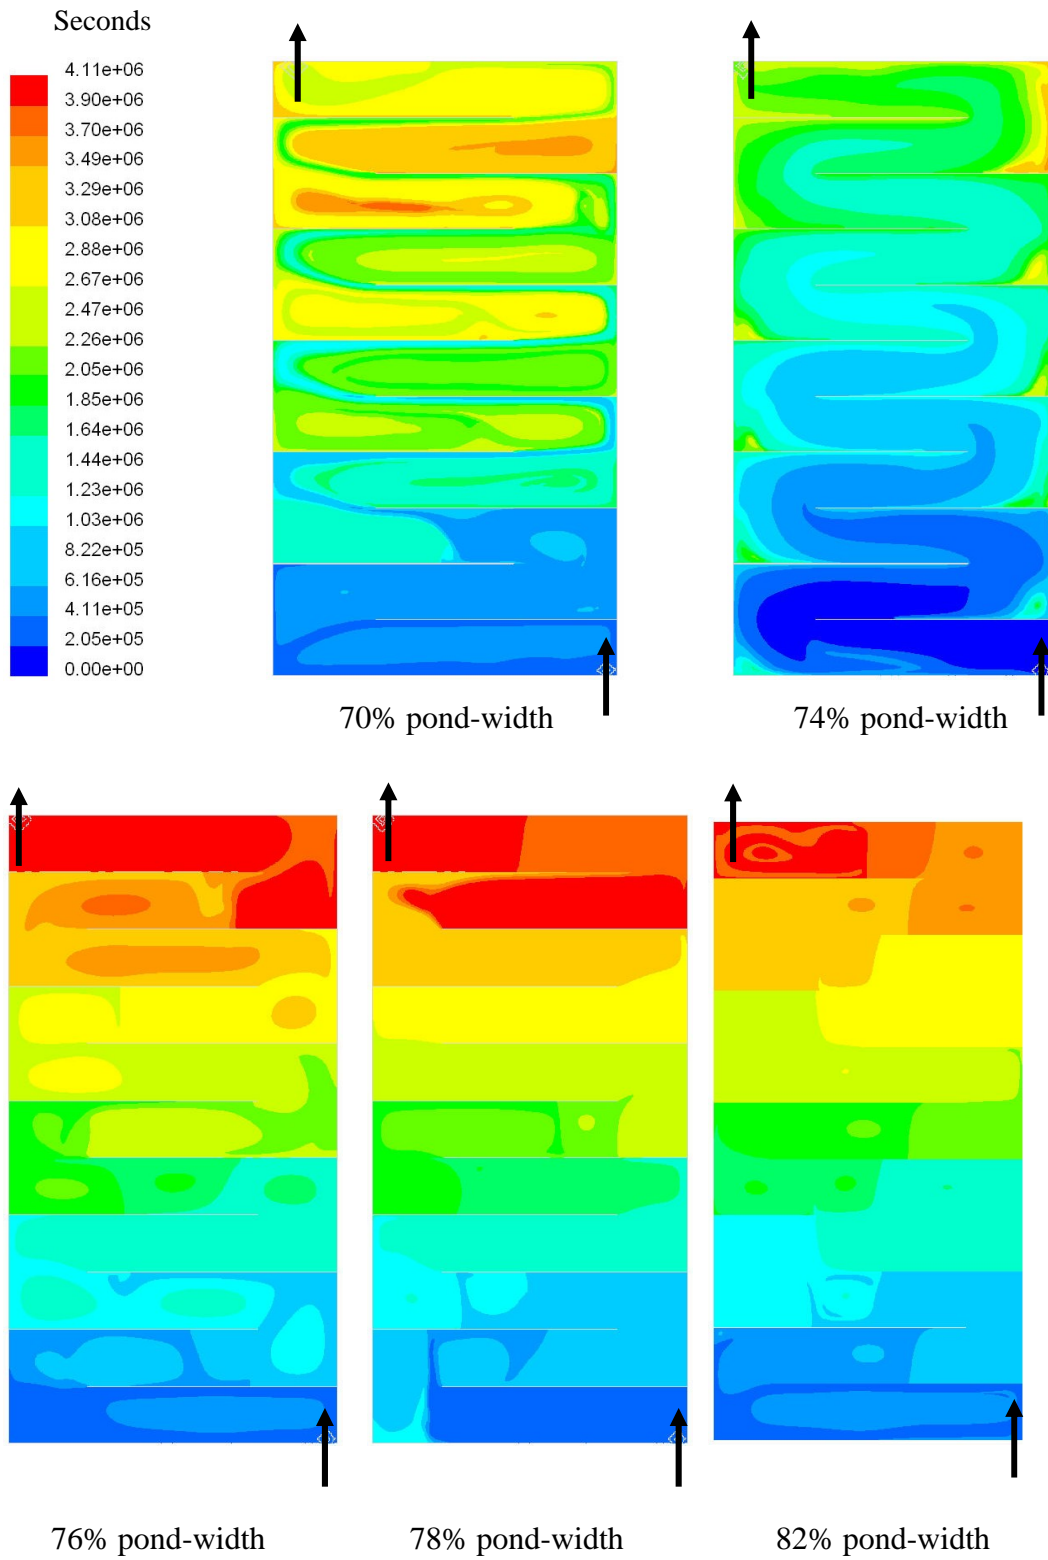 Seconds
4.11e+06
3.90e+06
3.70e+06
3.49e+06
3.29e+06
3.08e+06
2.88e+06
2.67e+06
2.47e+06
2.26e+06
2.05e+06
1.85e+06
1.64e+06
1.44e+06
1.23e+06
1.03e+06
8.22e+05
6.16e+05
4.11e+05
2.05e+05
0.00e+00
70% pond-width
74% pond-width
76% pond-width
78% pond-width
82% pond-width